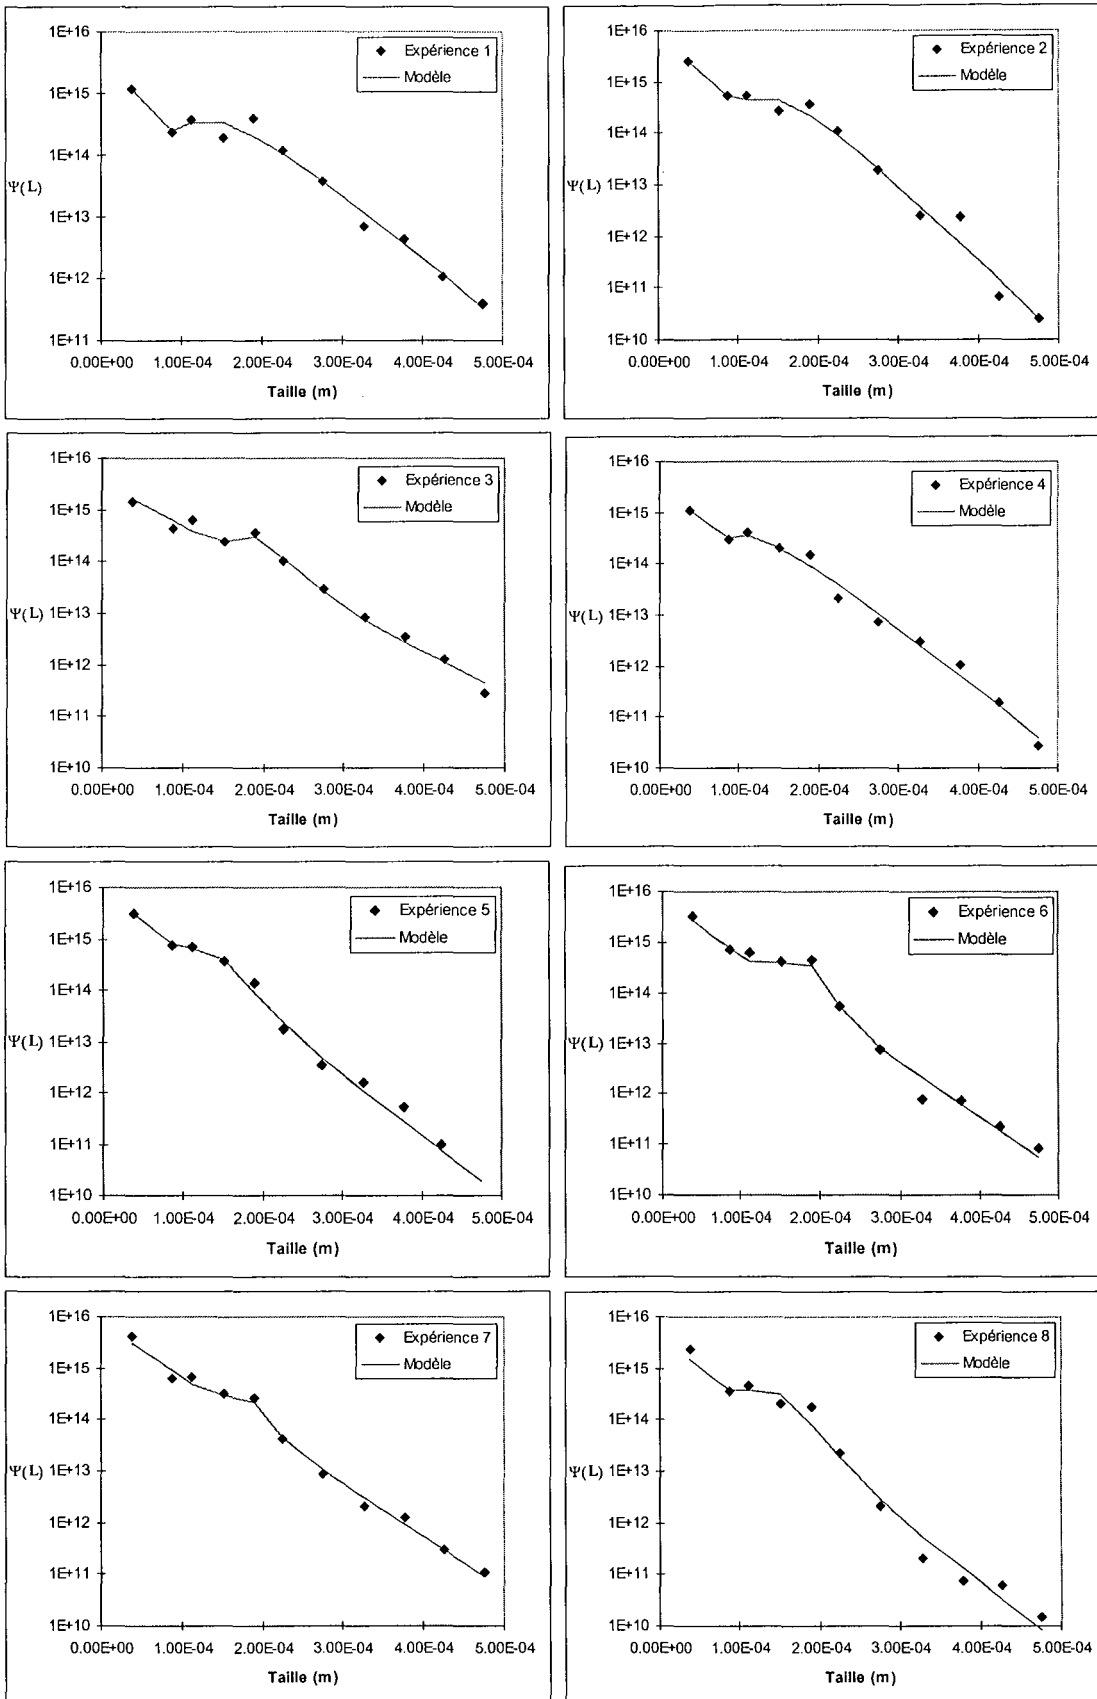 1E+16
Expérience 1
Modèle
1E+15
1E+14
Ψ(L)
1E+13
1E+12
1E+11
0.00E+00 1.00E-04 2.00E-04 3.00E-04 4.00E-04 5.00E-04
Taille (m)
1E+16
Expérience 2
Modèle
1E+15
1E+14
Ψ(L)
1E+13
1E+12
1E+11
1E+10
0.00E+00 1.00E-04 2.00E-04 3.00E-04 4.00E-04 5.00E-04
Taille (m)
1E+16
Expérience 3
Modèle
1E+15
1E+14
1E+13
Ψ(L)
1E+12
1E+11
1E+10
0.00E+00 1.00E-04 2.00E-04 3.00E-04 4.00E-04 5.00E-04
Taille (m)
1E+16
Expérience 4
Modèle
1E+15
1E+14
1E+13
Ψ(L)
1E+12
1E+11
1E+10
0.00E+00 1.00E-04 2.00E-04 3.00E-04 4.00E-04 5.00E-04
Taille (m)
1E+16
Expérience 5
Modèle
1E+15
1E+14
Ψ(L) 1E+13
1E+12
1E+11
1E+10
0.00E+00 1.00E-04 2.00E-04 3.00E-04 4.00E-04 5.00E-04
Taille (m)
1E+16
Expérience 6
Modèle
1E+15
1E+14
Ψ(L) 1E+13
1E+12
1E+11
1E+10
0.00E+00 1.00E-04 2.00E-04 3.00E-04 4.00E-04 5.00E-04
Taille (m)
1E+16
Expérience 7
Modèle
1E+15
1E+14
Ψ(L) 1E+13
1E+12
1E+11
1E+10
0.00E+00 1.00E-04 2.00E-04 3.00E-04 4.00E-04 5.00E-04
Taille (m)
1E+16
Expérience 8
Modèle
1E+15
1E+14
Ψ(L) 1E+13
1E+12
1E+11
1E+10
0.00E+00 1.00E-04 2.00E-04 3.00E-04 4.00E-04 5.00E-04
Taille (m)